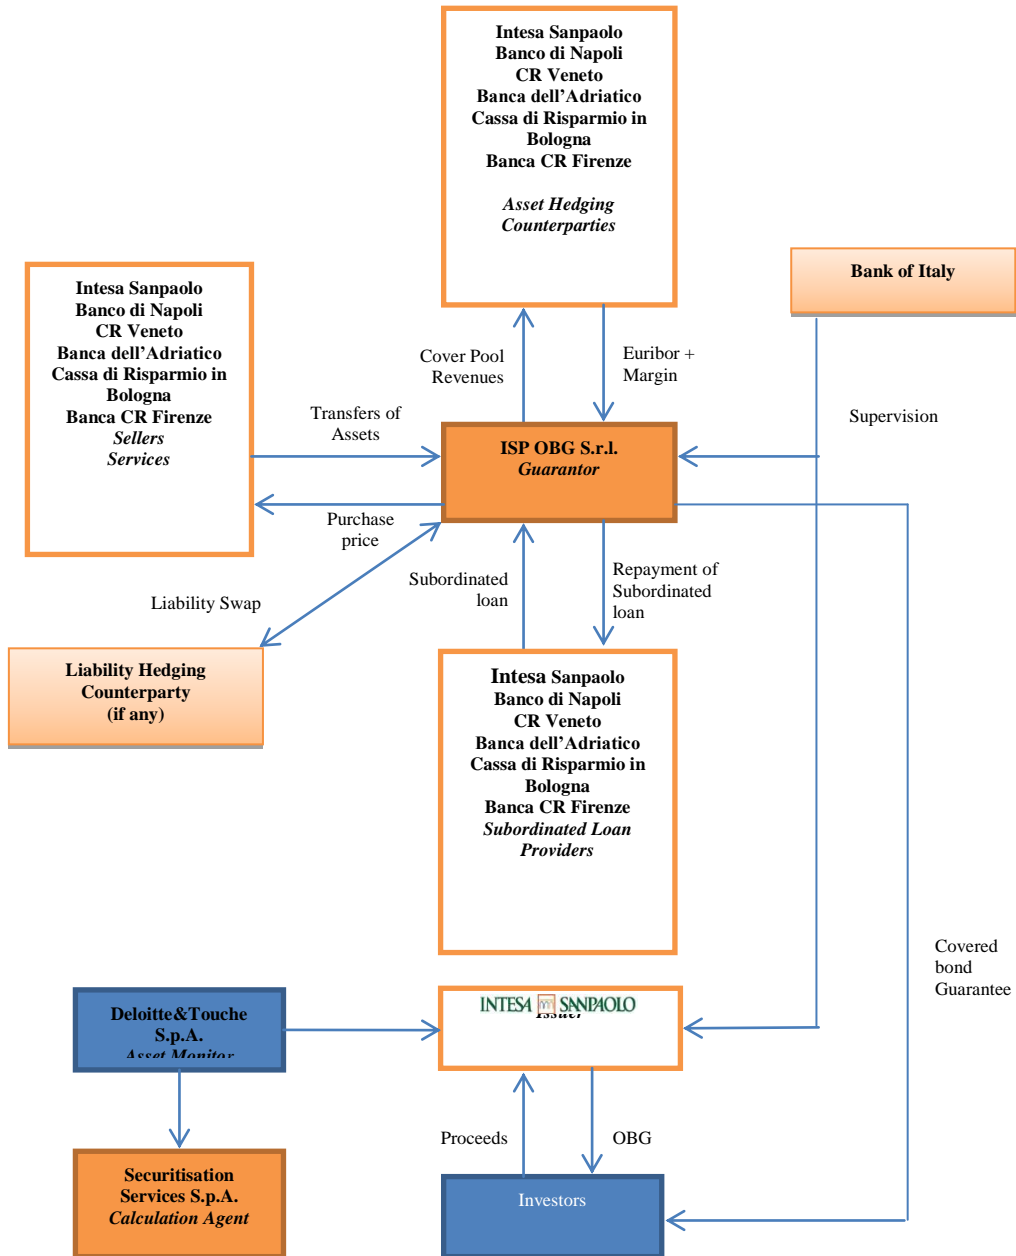 Intesa Sanpaolo
Banco di Napoli
CR Veneto
Banca dell'Adriatico
Cassa di Risparmio in
Bologna
Banca CR Firenze
Asset Hedging
Counterparties
Bank of Italy
Intesa Sanpaolo
Banco di Napoli
CR Veneto
Banca dell'Adriatico
Cassa di Risparmio in
Bologna
Banca CR Firenze
Sellers
Services
Cover Pool
Revenues
Euribor +
Margin
Transfers of
Assets
Supervision
ISP OBG S.r.l.
Guarantor
Purchase
price
Subordinated
loan
Repayment of
Subordinated
loan
Liability Swap
Liability Hedging
Counterparty
(if any)
Intesa Sanpaolo
Banco di Napoli
CR Veneto
Banca dell'Adriatico
Cassa di Risparmio in
Bologna
Banca CR Firenze
Subordinated Loan
Providers
Covered
bond
Guarantee
Deloitte&Touche
S.p.A.
Asset Monitor
INTESA SANPAOLO
Issuer
Proceeds
OBG
Securitisation
Services S.p.A.
Calculation Agent
Investors